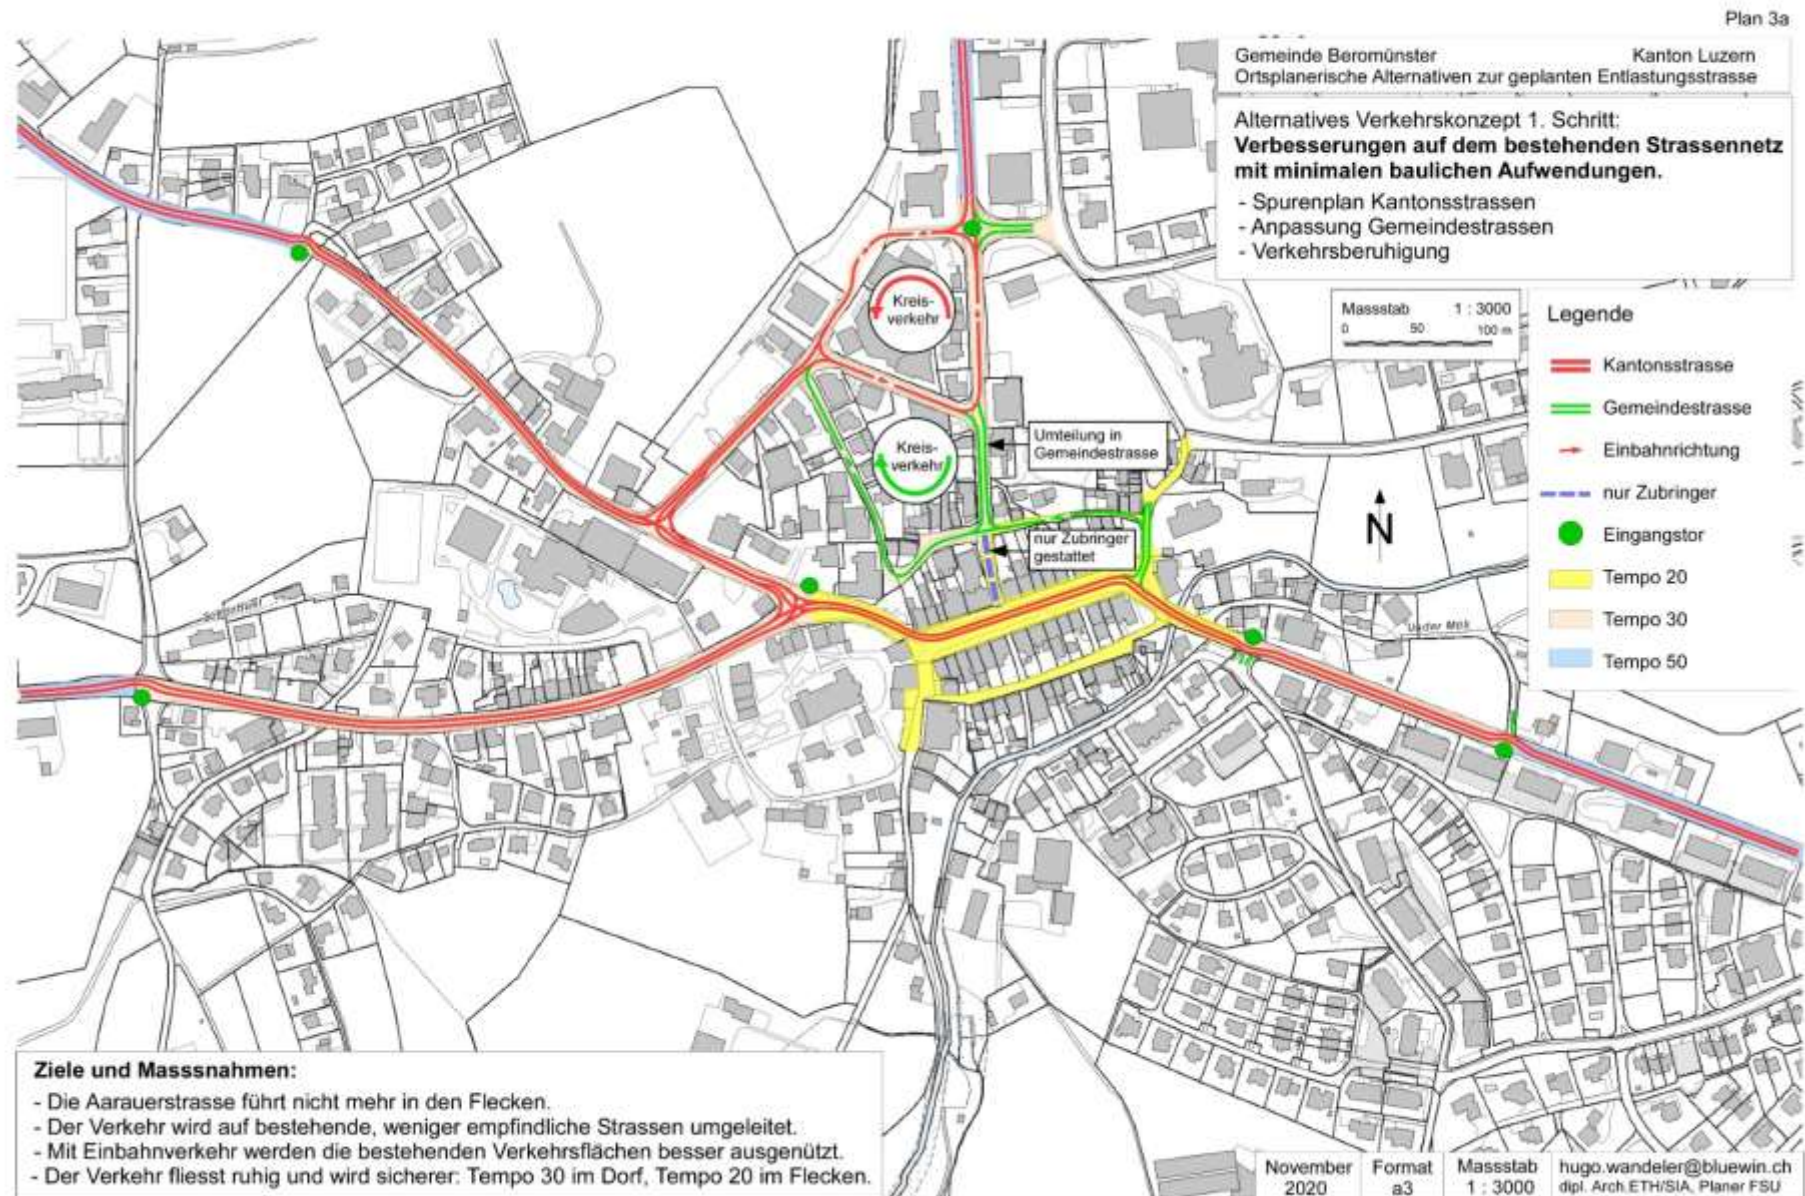 Plan 3a
Gemeinde Beromünster Kanton Luzern
Ortsplanerische Alternativen zur geplanten Entlastungsstrasse
Alternatives Verkehrskonzept 1. Schritt:
Verbesserungen auf dem bestehenden Strassennetz
mit minimalen baulichen Aufwendungen.
- Spurenplan Kantonsstrassen
- Anpassung Gemeindestrassen
- Verkehrsberuhigung
Massstab 1 : 3000
0 50 100 m
Legende
Kantonsstrasse
Gemeindestrasse
Einbahnrichtung
nur Zubringer
Eingangstor
Tempo 20
Tempo 30
Tempo 50
Kreis-
verkehr
Kreis-
verkehr
Umteilung in
Gemeindestrasse
nur Zubringer
gestattet
N
Ziele und Masssnahmen:
- Die Aarauerstrasse führt nicht mehr in den Flecken.
- Der Verkehr wird auf bestehende, weniger empfindliche Strassen umgeleitet.
- Mit Einbahnverkehr werden die bestehenden Verkehrsflächen besser ausgenützt.
- Der Verkehr fliesst ruhig und wird sicherer: Tempo 30 im Dorf, Tempo 20 im Flecken.
November
2020
Format
a3
Massstab
1 : 3000
hugo.wandeler@bluewin.ch
dipl. Arch.ETH/SIA, Planer FSU